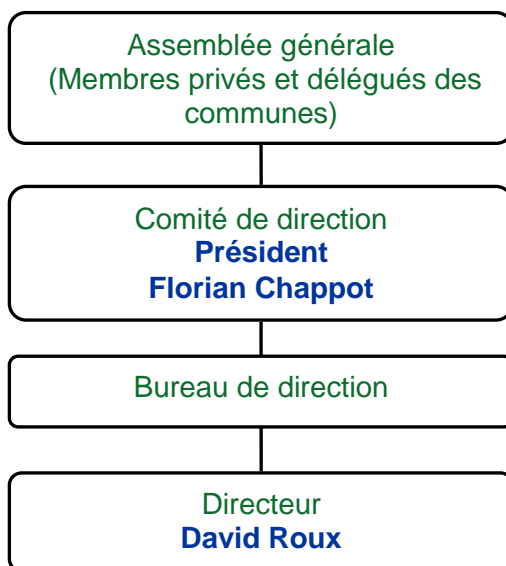 Assemblée générale
(Membres privés et délégués des
communes)
Comité de direction
Président
Florian Chappot
Bureau de direction
Directeur
David Roux